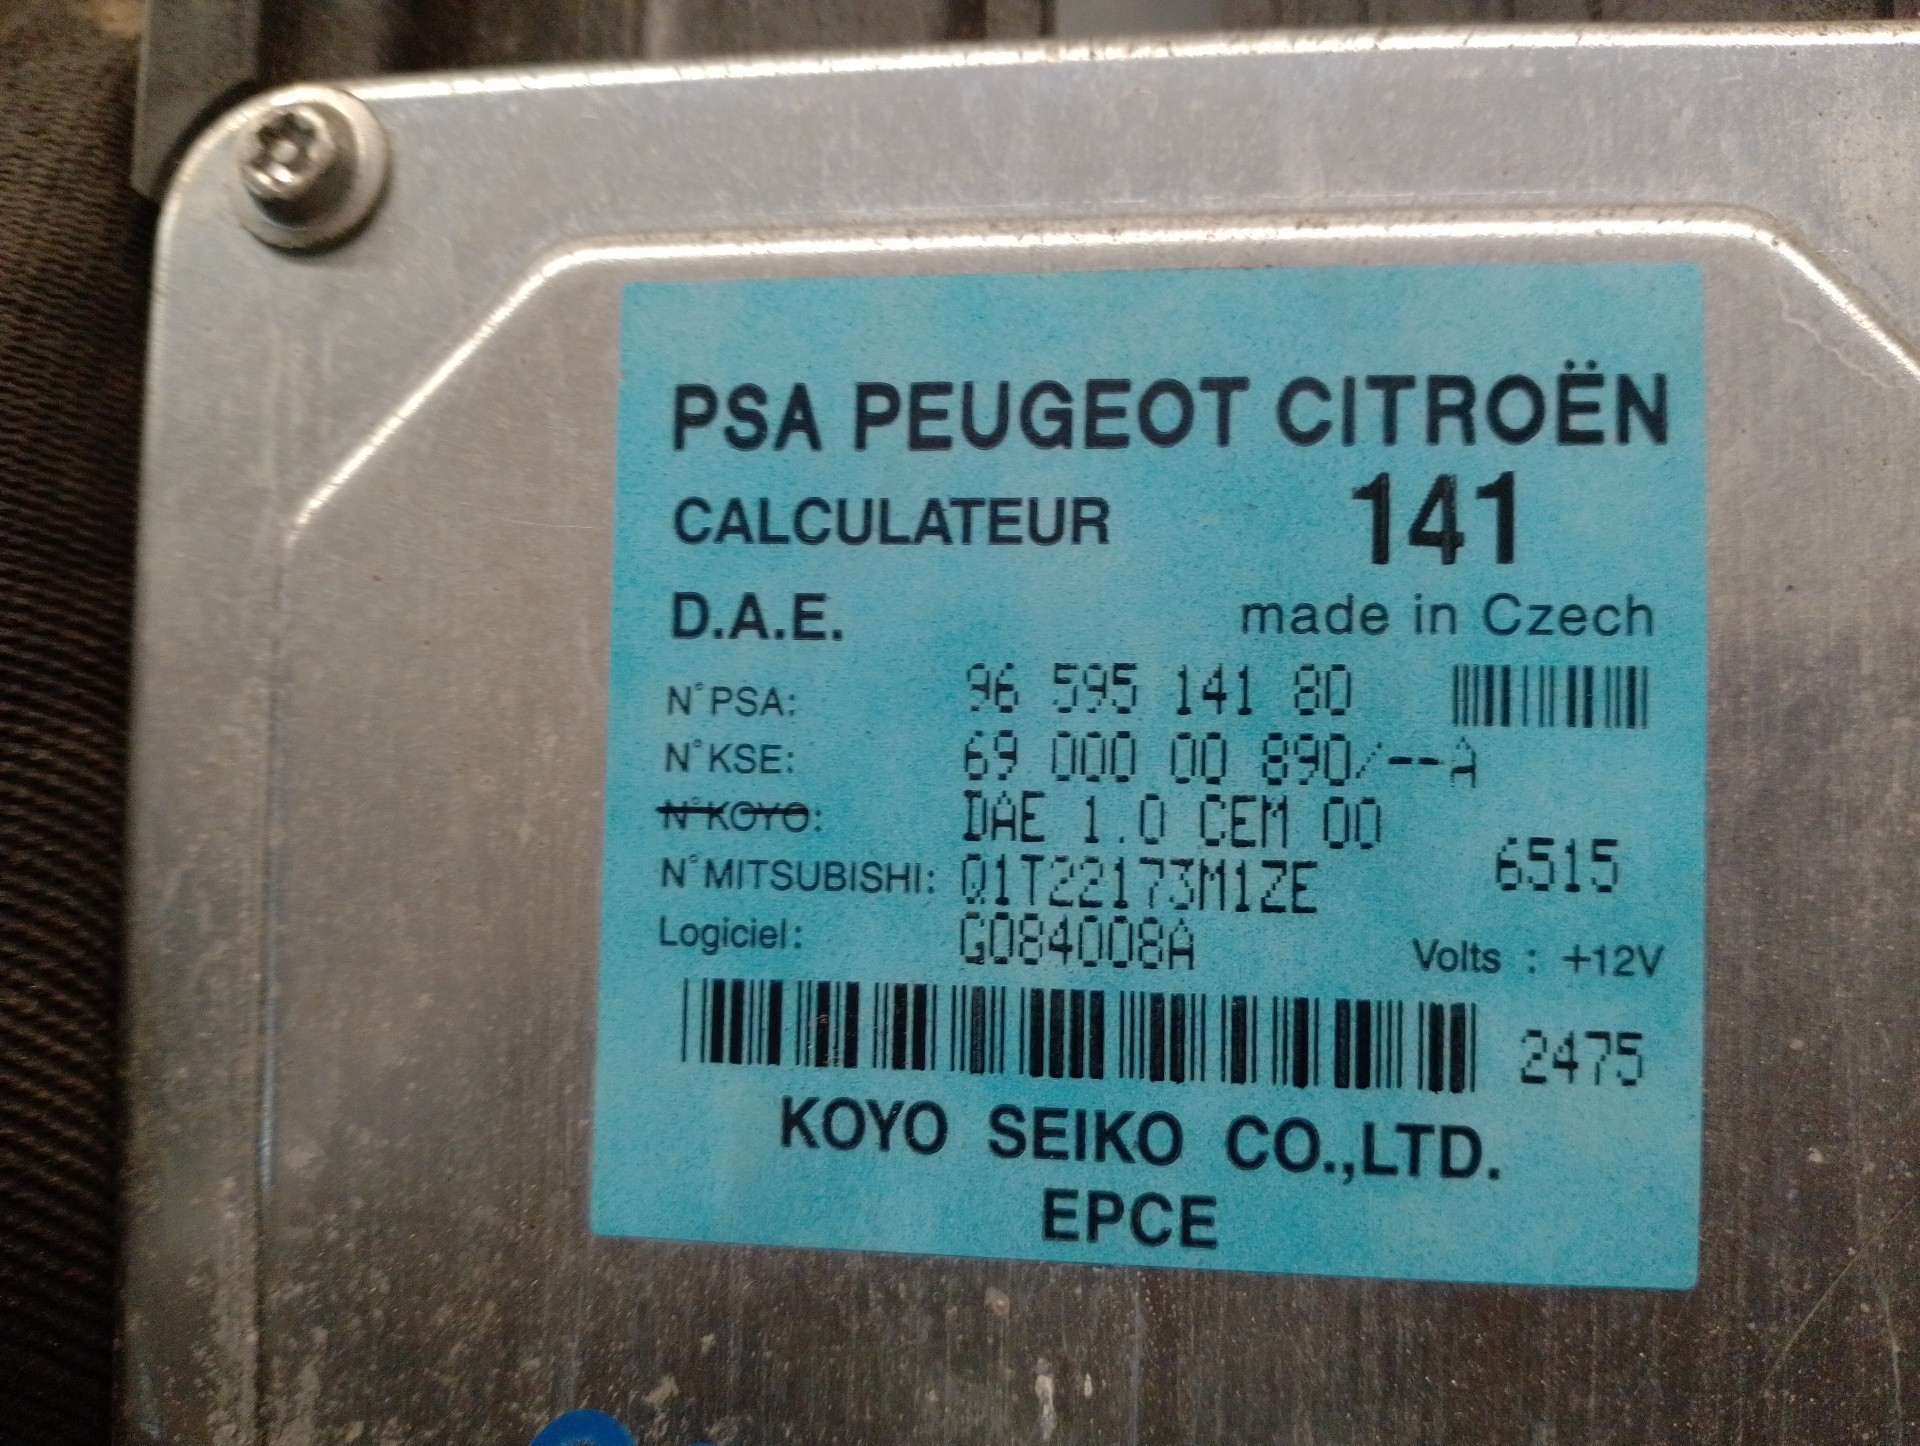 PSA PEUGEOT CITROËN
CALCULATEUR 141
D.A.E. made in Czech
N°PSA: 96 595 141 80
N°KSE: 69 000 00 890/--A
N°KOYO: DAE 1.0 CEM 00
N°MITSUBISHI: Q1T22173M1ZE 6515
Logiciel: G084008A Volts : +12V
2475
KOYO SEIKO CO.,LTD.
EPCE